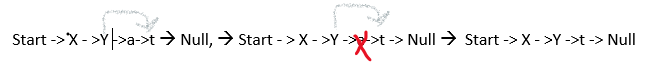 Start -> X - >Y ->a->t → Null, → Start - > X - >Y ->a->t -> Null → Start -> X - >Y ->t -> Null